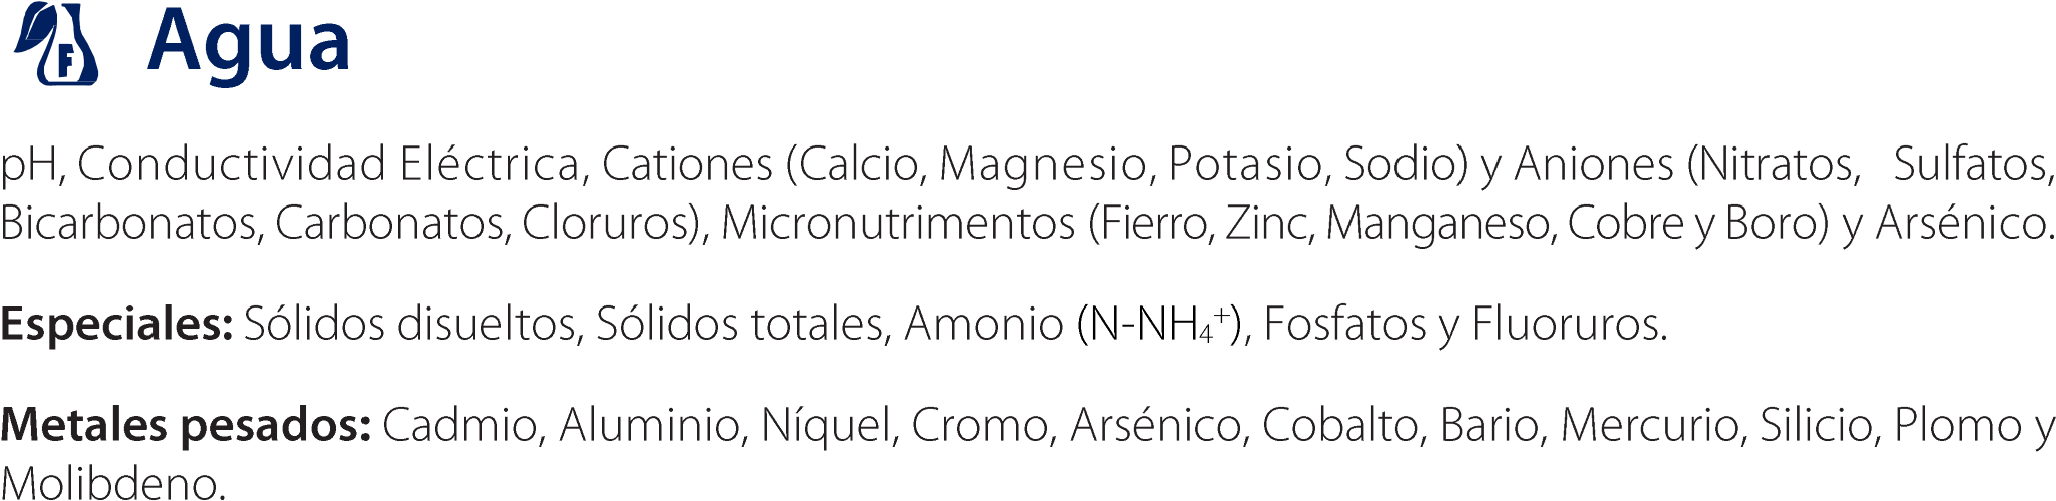 F
Agua
pH, Conductividad Eléctrica, Cationes (Calcio, Magnesio, Potasio, Sodio) y Aniones (Nitratos, Sulfatos,
Bicarbonatos, Carbonatos, Cloruros), Micronutrimentos (Fierro, Zinc, Manganeso, Cobre y Boro) y Arsénico.
Especiales: Sólidos disueltos, Sólidos totales, Amonio (N-NH₄⁺), Fosfatos y Fluoruros.
Metales pesados: Cadmio, Aluminio, Níquel, Cromo, Arsénico, Cobalto, Bario, Mercurio, Silicio, Plomo y
Molibdeno.